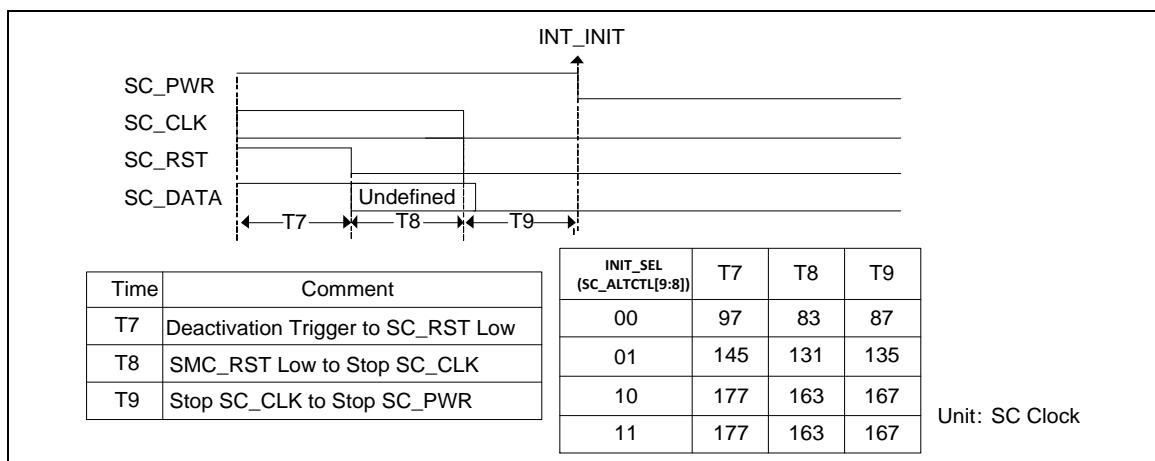 INT_INIT
SC_PWR
SC_CLK
SC_RST
SC_DATA
Undefined
T7 T8 T9
Time Comment
T7 Deactivation Trigger to SC_RST Low
T8 SMC_RST Low to Stop SC_CLK
T9 Stop SC_CLK to Stop SC_PWR
INIT_SEL
(SC_ALTCTL[9:8]) T7 T8 T9
00 97 83 87
01 145 131 135
10 177 163 167
11 177 163 167
Unit: SC Clock